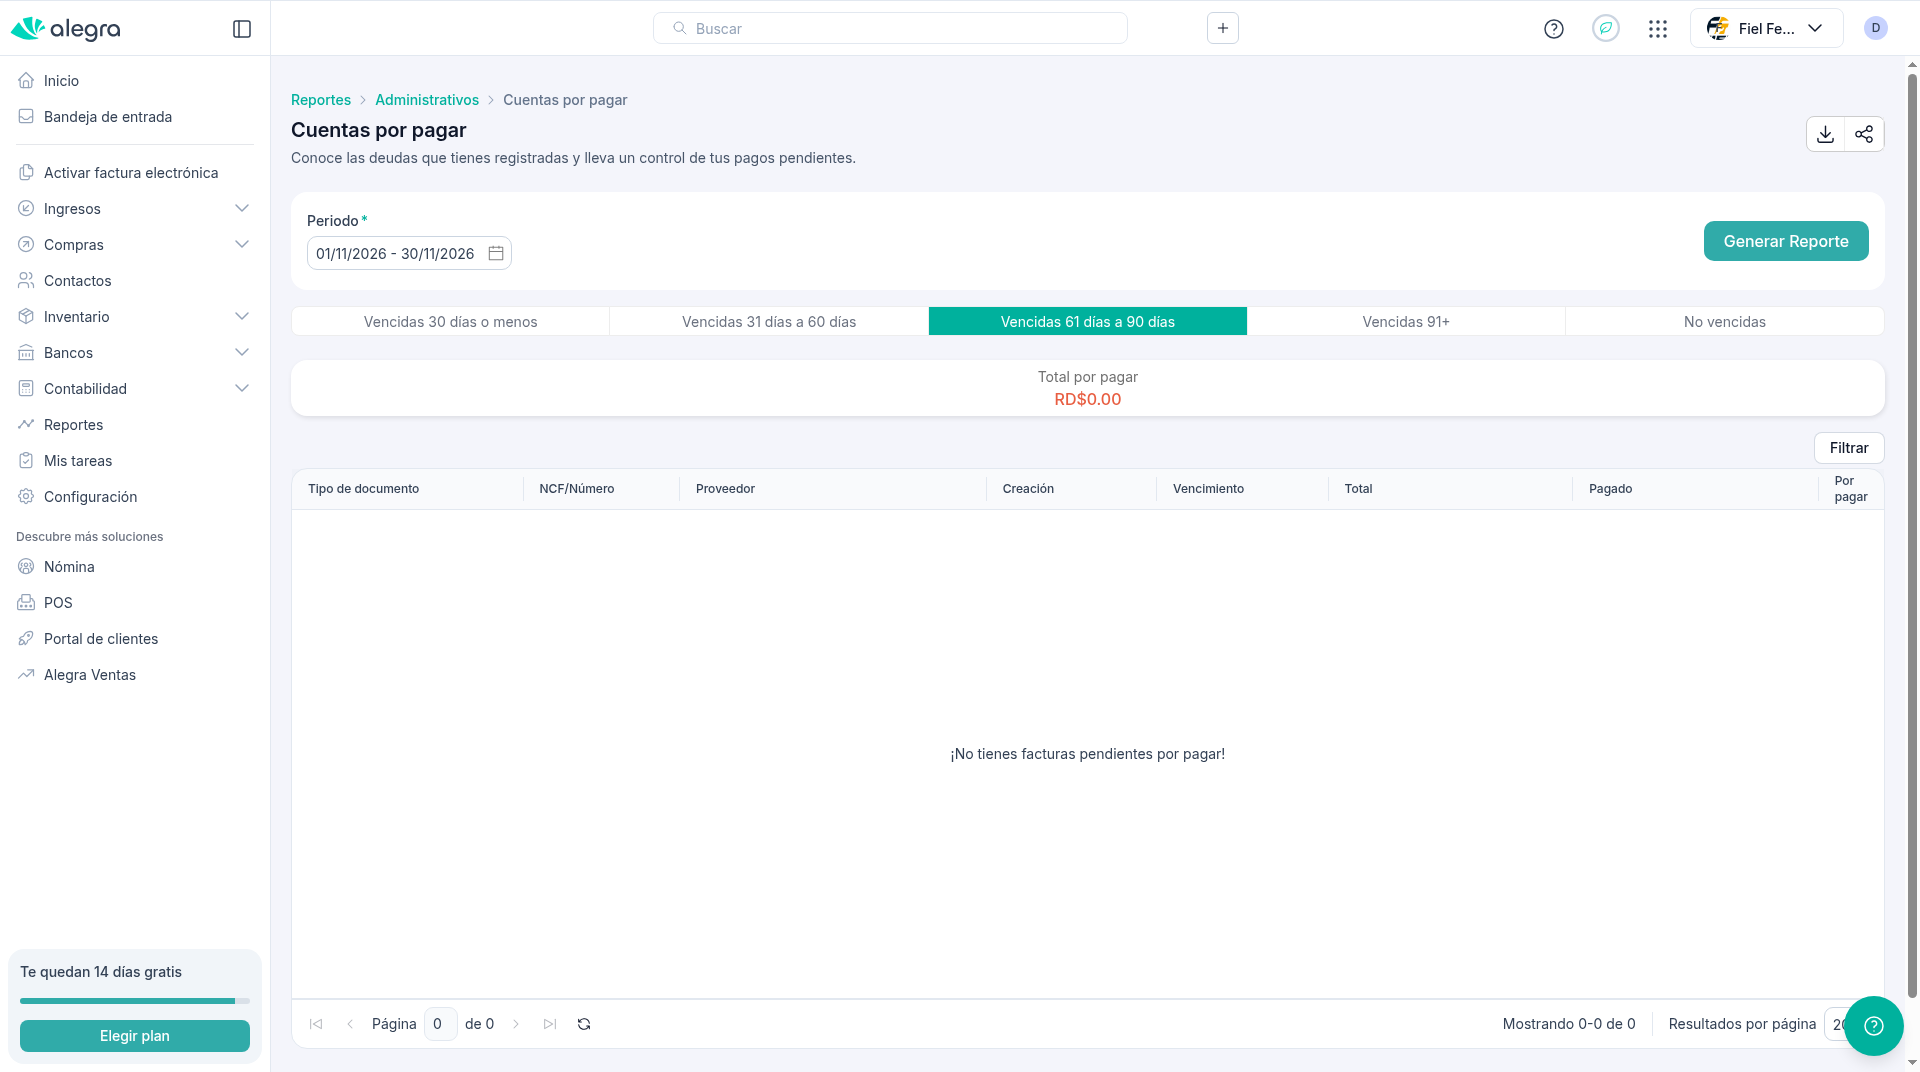 alegra
Buscar
Fiel Fe...
D
Inicio
Bandeja de entrada
Activar factura electrónica
Ingresos
Compras
Contactos
Inventario
Bancos
Contabilidad
Reportes
Mis tareas
Configuración
Descubre más soluciones
Nómina
POS
Portal de clientes
Alegra Ventas
Te quedan 14 días gratis
Elegir plan
Reportes > Administrativos > Cuentas por pagar
Cuentas por pagar
Conoce las deudas que tienes registradas y lleva un control de tus pagos pendientes.
Periodo *
01/11/2026 - 30/11/2026
Generar Reporte
Vencidas 30 días o menos
Vencidas 31 días a 60 días
Vencidas 61 días a 90 días
Vencidas 91+
No vencidas
Total por pagar
RD$0.00
Filtrar
Tipo de documento
NCF/Número
Proveedor
Creación
Vencimiento
Total
Pagado
Por
pagar
¡No tienes facturas pendientes por pagar!
Página 0 de 0
Mostrando 0-0 de 0
Resultados por página